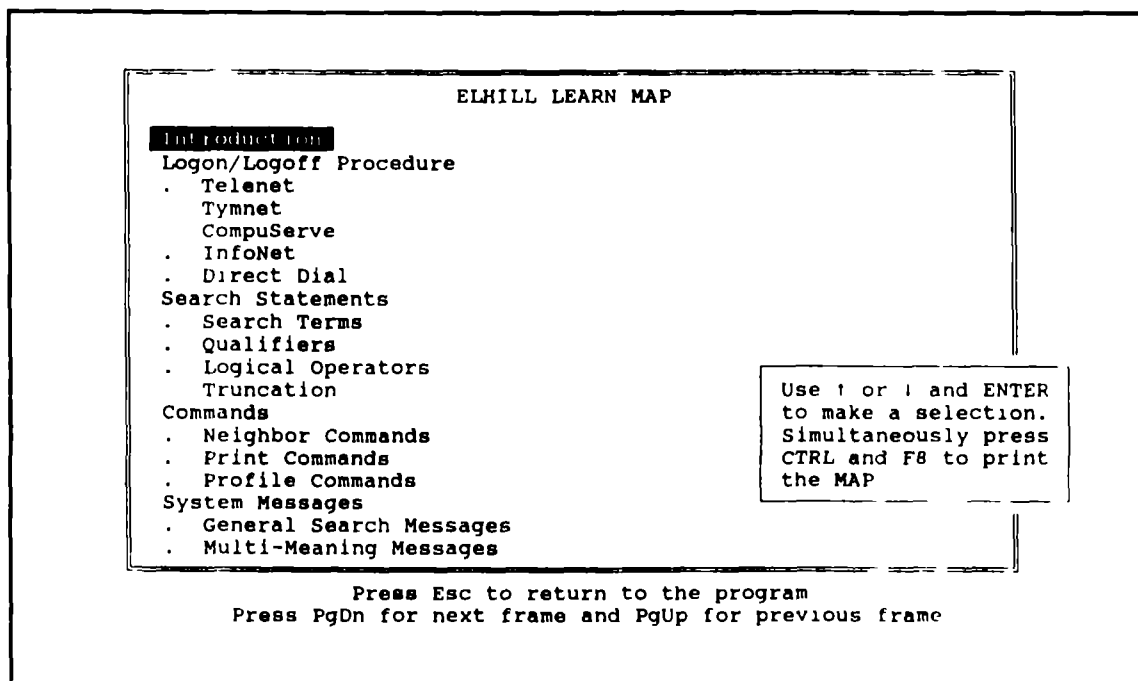 ELHILL LEARN MAP
Introduction
Logon/Logoff Procedure
. Telenet
Tymnet
CompuServe
. InfoNet
. Direct Dial
Search Statements
. Search Terms
. Qualifiers
. Logical Operators
Truncation
Commands
. Neighbor Commands
. Print Commands
. Profile Commands
System Messages
. General Search Messages
. Multi-Meaning Messages
Use ↑ or ↓ and ENTER
to make a selection.
Simultaneously press
CTRL and F8 to print
the MAP
Press Esc to return to the program
Press PgDn for next frame and PgUp for previous frame